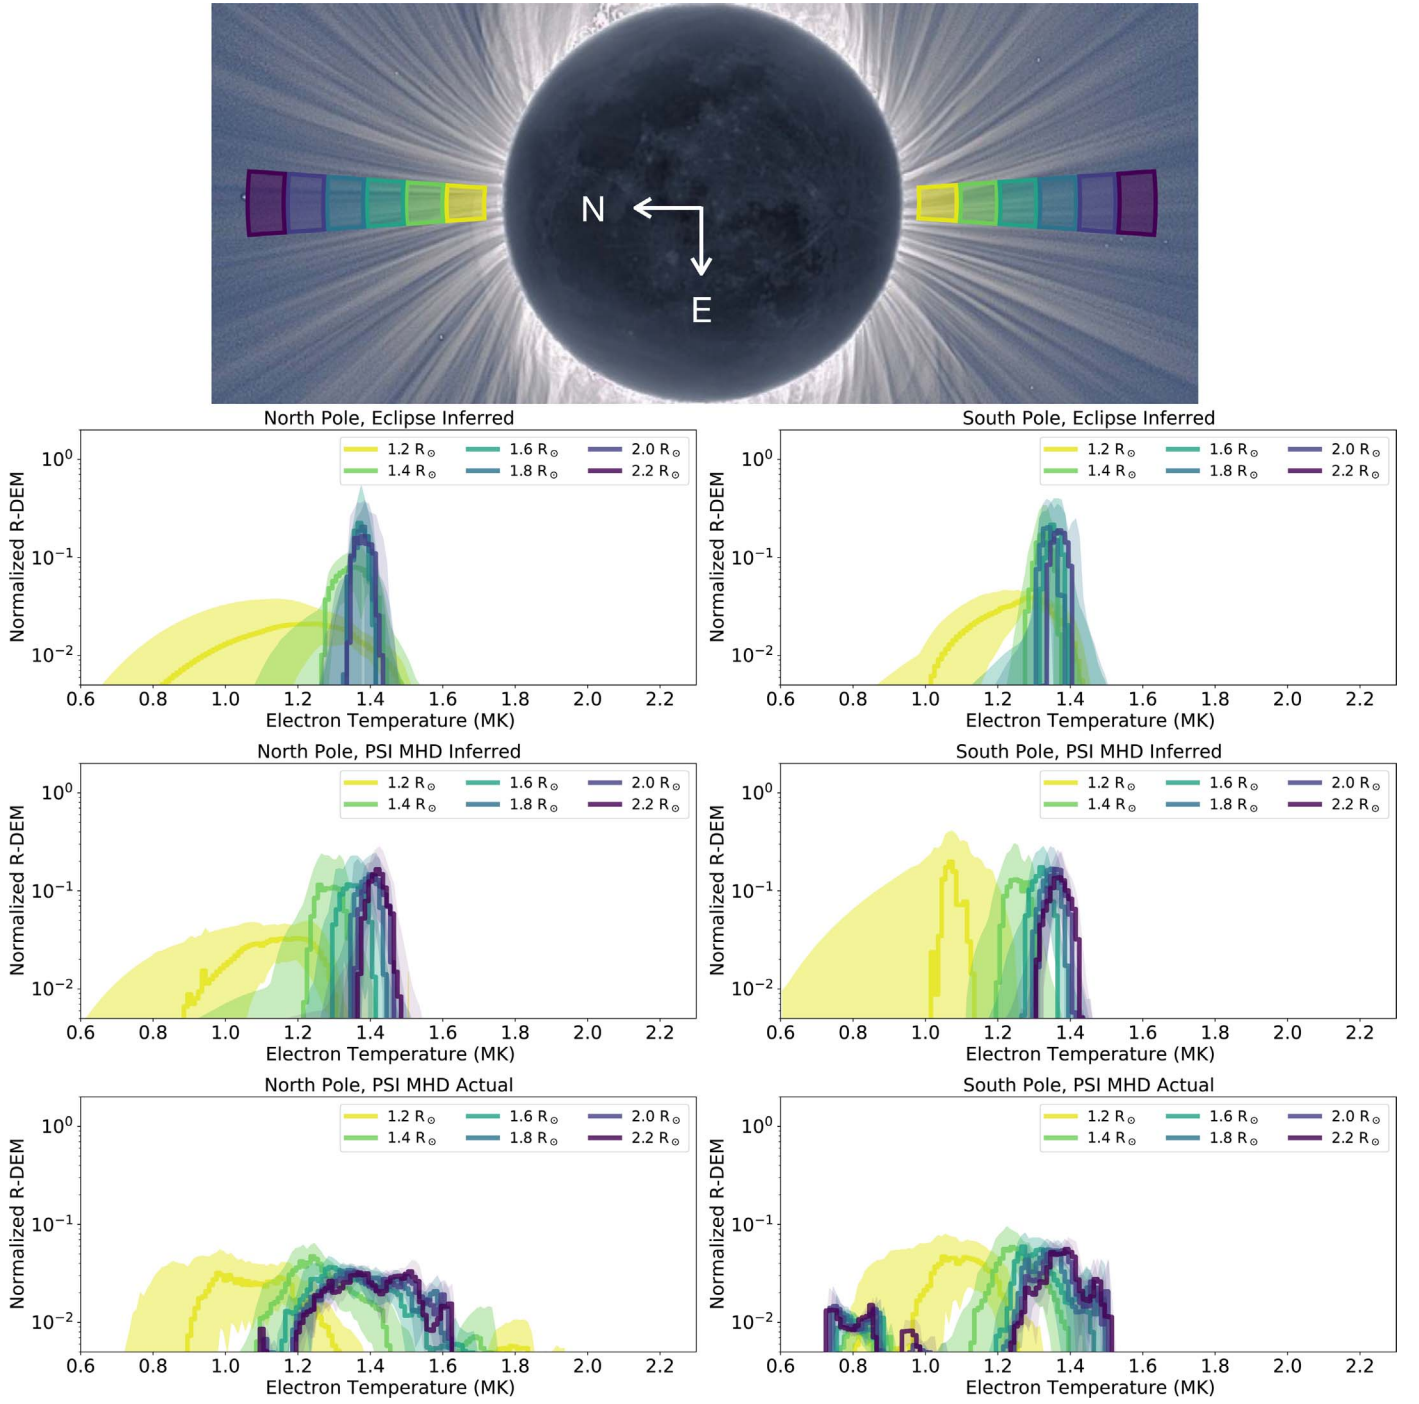 N
E
North Pole, Eclipse Inferred
1.2 R☉ 1.6 R☉ 2.0 R☉
1.4 R☉ 1.8 R☉ 2.2 R☉
10⁰
10⁻¹
10⁻²
Normalized R-DEM
0.6 0.8 1.0 1.2 1.4 1.6 1.8 2.0 2.2
Electron Temperature (MK)
South Pole, Eclipse Inferred
1.2 R☉ 1.6 R☉ 2.0 R☉
1.4 R☉ 1.8 R☉ 2.2 R☉
10⁰
10⁻¹
10⁻²
Normalized R-DEM
0.6 0.8 1.0 1.2 1.4 1.6 1.8 2.0 2.2
Electron Temperature (MK)
North Pole, PSI MHD Inferred
1.2 R☉ 1.6 R☉ 2.0 R☉
1.4 R☉ 1.8 R☉ 2.2 R☉
10⁰
10⁻¹
10⁻²
Normalized R-DEM
0.6 0.8 1.0 1.2 1.4 1.6 1.8 2.0 2.2
Electron Temperature (MK)
South Pole, PSI MHD Inferred
1.2 R☉ 1.6 R☉ 2.0 R☉
1.4 R☉ 1.8 R☉ 2.2 R☉
10⁰
10⁻¹
10⁻²
Normalized R-DEM
0.6 0.8 1.0 1.2 1.4 1.6 1.8 2.0 2.2
Electron Temperature (MK)
North Pole, PSI MHD Actual
1.2 R☉ 1.6 R☉ 2.0 R☉
1.4 R☉ 1.8 R☉ 2.2 R☉
10⁰
10⁻¹
10⁻²
Normalized R-DEM
0.6 0.8 1.0 1.2 1.4 1.6 1.8 2.0 2.2
Electron Temperature (MK)
South Pole, PSI MHD Actual
1.2 R☉ 1.6 R☉ 2.0 R☉
1.4 R☉ 1.8 R☉ 2.2 R☉
10⁰
10⁻¹
10⁻²
Normalized R-DEM
0.6 0.8 1.0 1.2 1.4 1.6 1.8 2.0 2.2
Electron Temperature (MK)